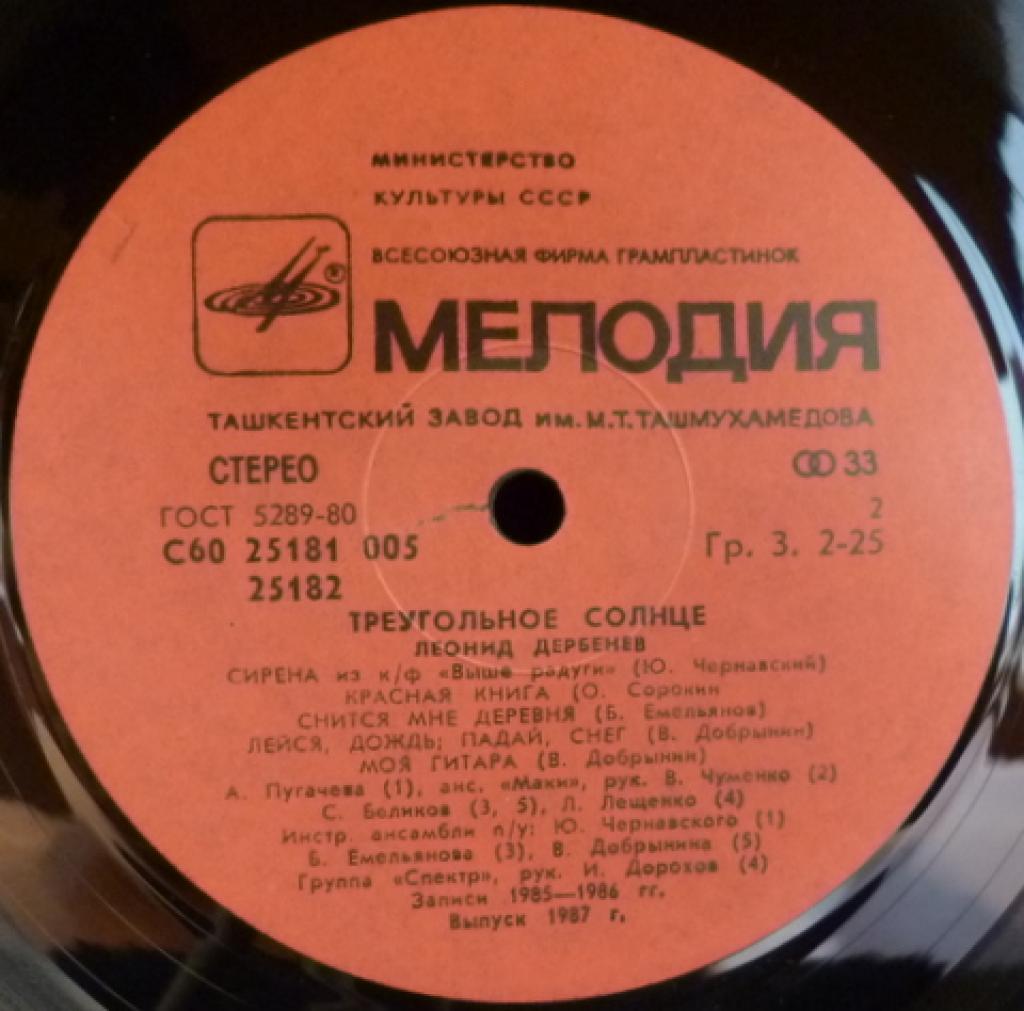 МИНИСТЕРСТВО
КУЛЬТУРЫ СССР
ВСЕСОЮЗНАЯ ФИРМА ГРАМПЛАСТИНОК
®
МЕЛОДИЯ
ТАШКЕНТСКИЙ ЗАВОД ИМ. М.Т. ТАШМУХАМЕДОВА
СТЕРЕО 33
ГОСТ 5289-80 2
С60 25181 005 Гр. 3. 2-25
25182
ТРЕУГОЛЬНОЕ СОЛНЦЕ
ЛЕОНИД ДЕРБЕНЕВ
СИРЕНА из к/ф «Выше радуги» (Ю. Чернавский)
КРАСНАЯ КНИГА (О. Сорокин
СНИТСЯ МНЕ ДЕРЕВНЯ (Б. Емельянов)
ЛЕЙСЯ, ДОЖДЬ; ПАДАЙ, СНЕГ (В. Добрынин)
МОЯ ГИТАРА (В. Добрынин)
А. Пугачева (1), анс. «Маки», рук. В. Чуменко (2)
С. Беликов (3, 5), Л. Лещенко (4)
Инстр. ансамбли п/у: Ю. Чернавского (1)
Б. Емельянова (3), В. Добрынина (5)
Группа «Спектр», рук. И. Дорохов (4)
Записи 1985—1986 гг.
Выпуск 1987 г.